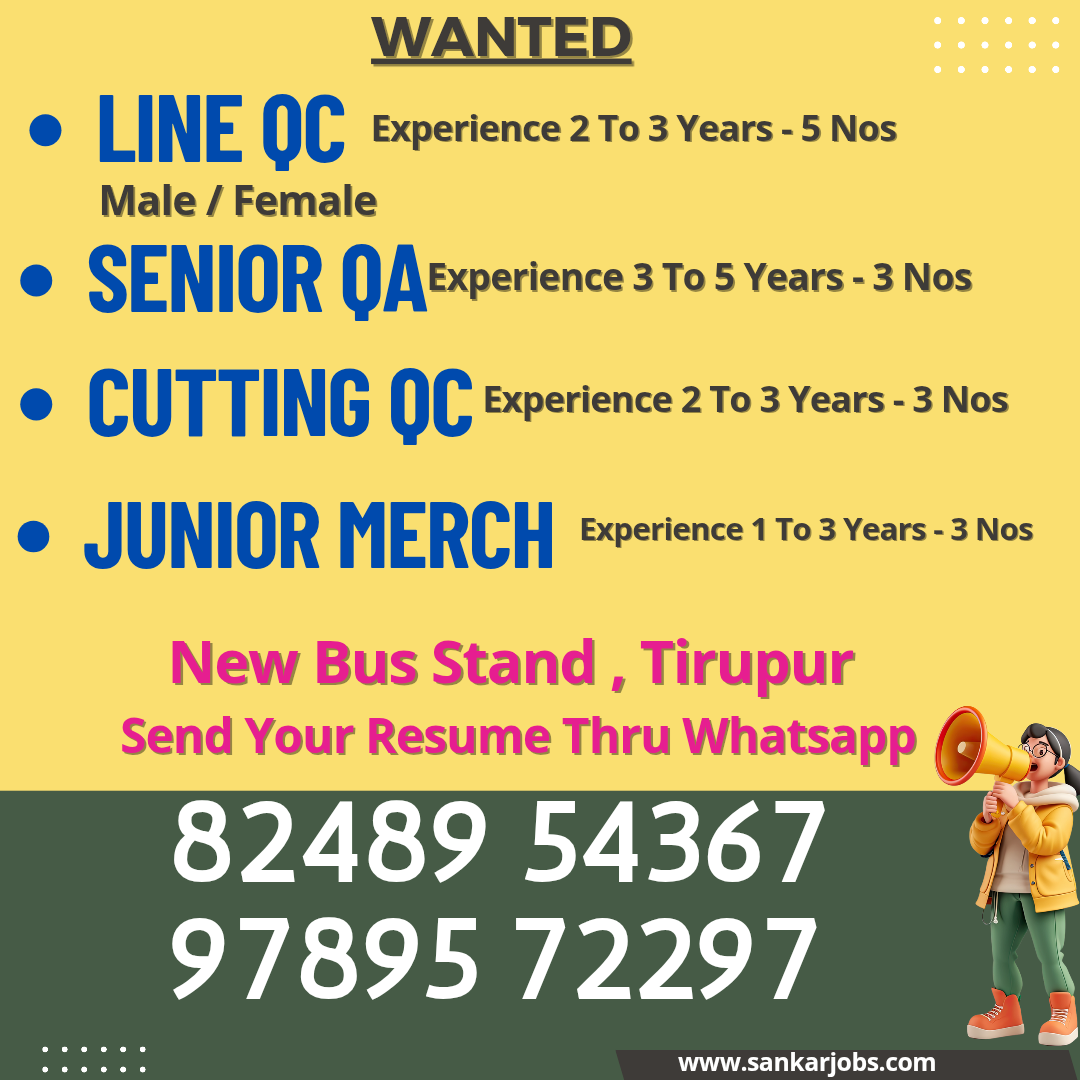 WANTED
• LINE QC Experience 2 To 3 Years - 5 Nos
Male / Female
• SENIOR QA Experience 3 To 5 Years - 3 Nos
• CUTTING QC Experience 2 To 3 Years - 3 Nos
• JUNIOR MERCH Experience 1 To 3 Years - 3 Nos
New Bus Stand , Tirupur
Send Your Resume Thru Whatsapp
82489 54367
97895 72297
www.sankarjobs.com